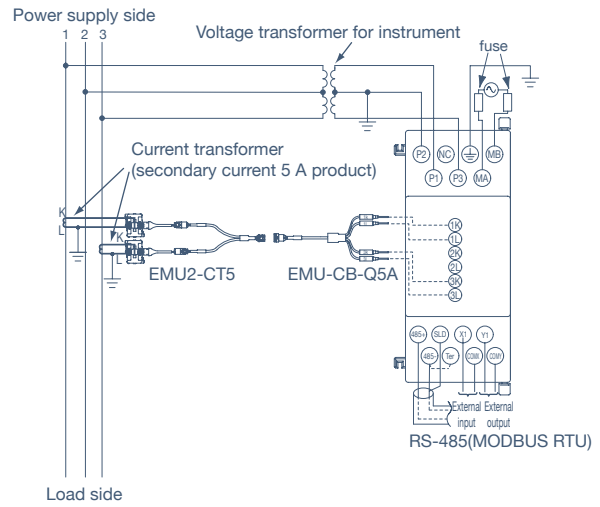 Power supply side
1 2 3
Voltage transformer for instrument
fuse
Current transformer
(secondary current 5 A product)
P2 NC MB
P1 P3 MA
K
L
K
L
1K
1L
2K
2L
3K
3L
EMU2-CT5
EMU-CB-Q5A
485+ SLD X1 Y1
485- Ter COMX COMY
External External
input output
RS-485(MODBUS RTU)
Load side